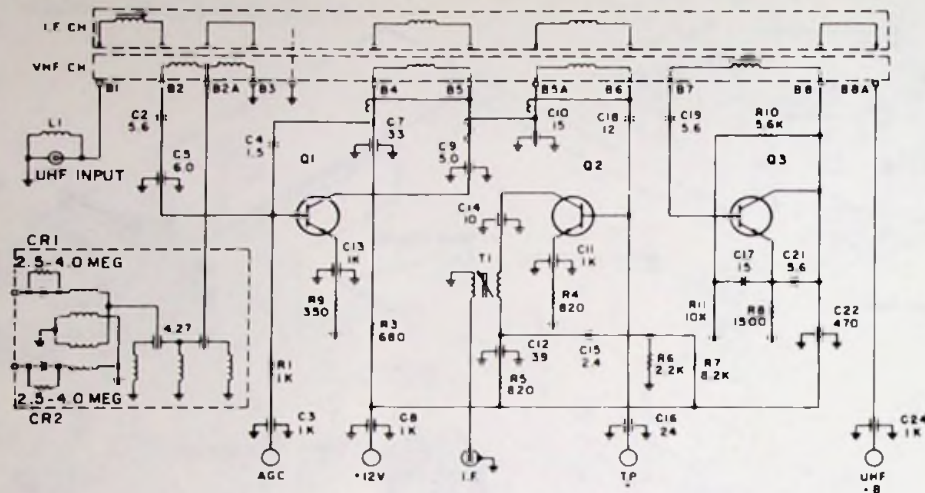 I.F CH
VHF CH
B1 B2 B2A B3 B4 B5 B5A B6 B7 B8 B8A
L1
UHF INPUT
C2
5.6
C5
6.0
C4
1.5
Q1
C7
33
C9
5.0
C10
15
C18
12
Q2
C19
5.6
R10
5.6K
Q3
C14
10
C13
1K
R9
350
T1
C11
1K
R4
820
C17
15
C21
5.6
R11
10K
R8
1500
C22
470
CR1
2.5-4.0 MEG
4.27
2.5-4.0 MEG
CR2
R1
1K
R3
680
C12
39
C15
2.4
R5
820
R6
2.2K
R7
8.2K
C3
1K
C8
1K
C16
24
C24
1K
AGC
+12V
I.F.
T.P.
UHF
+B